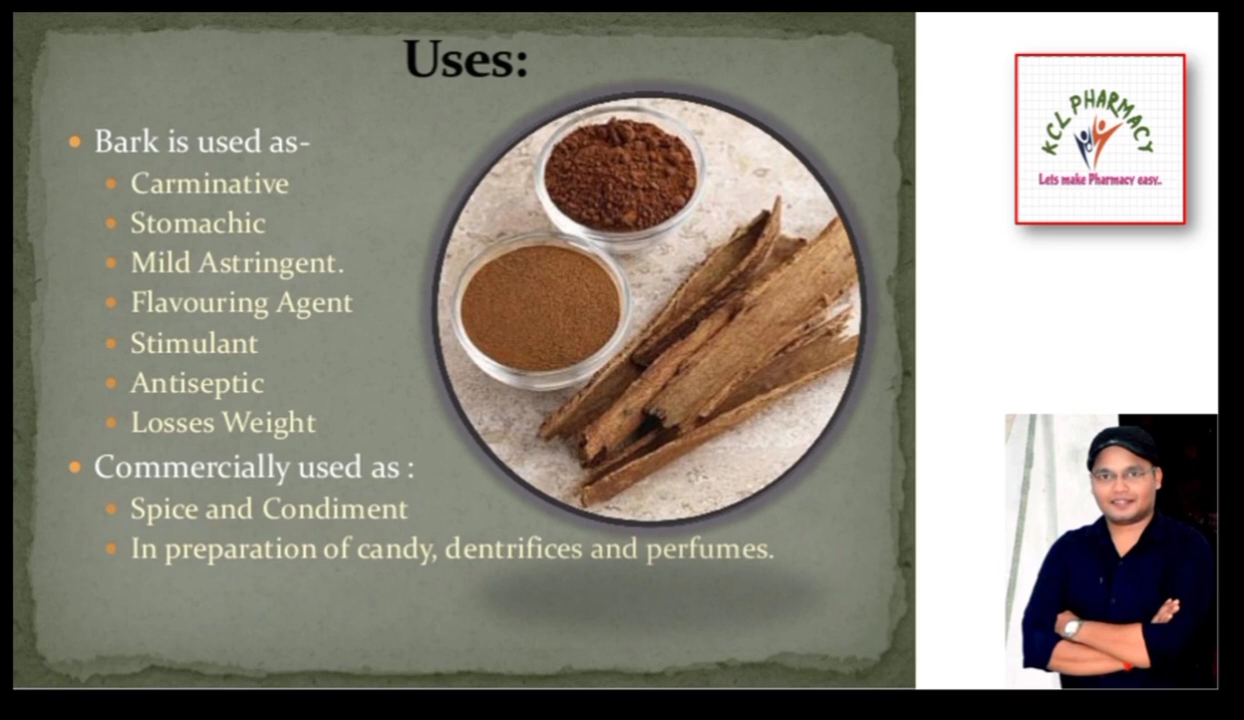 Uses:
Bark is used as-
Carminative
Stomachic
Mild Astringent.
Flavouring Agent
Stimulant
Antiseptic
Losses Weight
Commercially used as :
Spice and Condiment
In preparation of candy, dentrifices and perfumes.
KCL PHARMACY
Lets make Pharmacy easy..